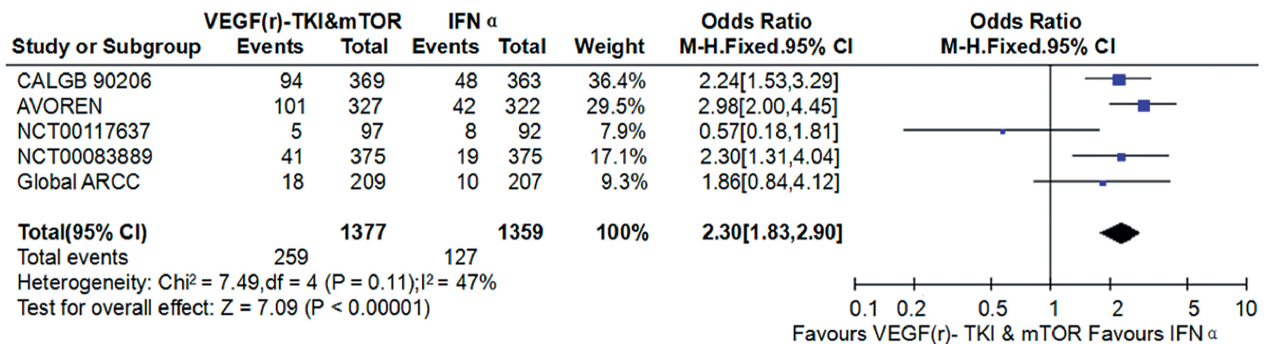 VEGF(r)-TKI&mTOR IFN α Odds Ratio Odds Ratio
Study or Subgroup Events Total Events Total Weight M-H.Fixed.95% CI M-H.Fixed.95% CI
CALGB 90206 94 369 48 363 36.4% 2.24[1.53,3.29]
AVOREN 101 327 42 322 29.5% 2.98[2.00,4.45]
NCT00117637 5 97 8 92 7.9% 0.57[0.18,1.81]
NCT00083889 41 375 19 375 17.1% 2.30[1.31,4.04]
Global ARCC 18 209 10 207 9.3% 1.86[0.84,4.12]
Total(95% CI) 1377 1359 100% 2.30[1.83,2.90]
Total events 259 127
Heterogeneity: Chi² = 7.49,df = 4 (P = 0.11);I² = 47%
Test for overall effect: Z = 7.09 (P < 0.00001)
0.1 0.2 0.5 1 2 5 10
Favours VEGF(r)- TKI & mTOR Favours IFN α